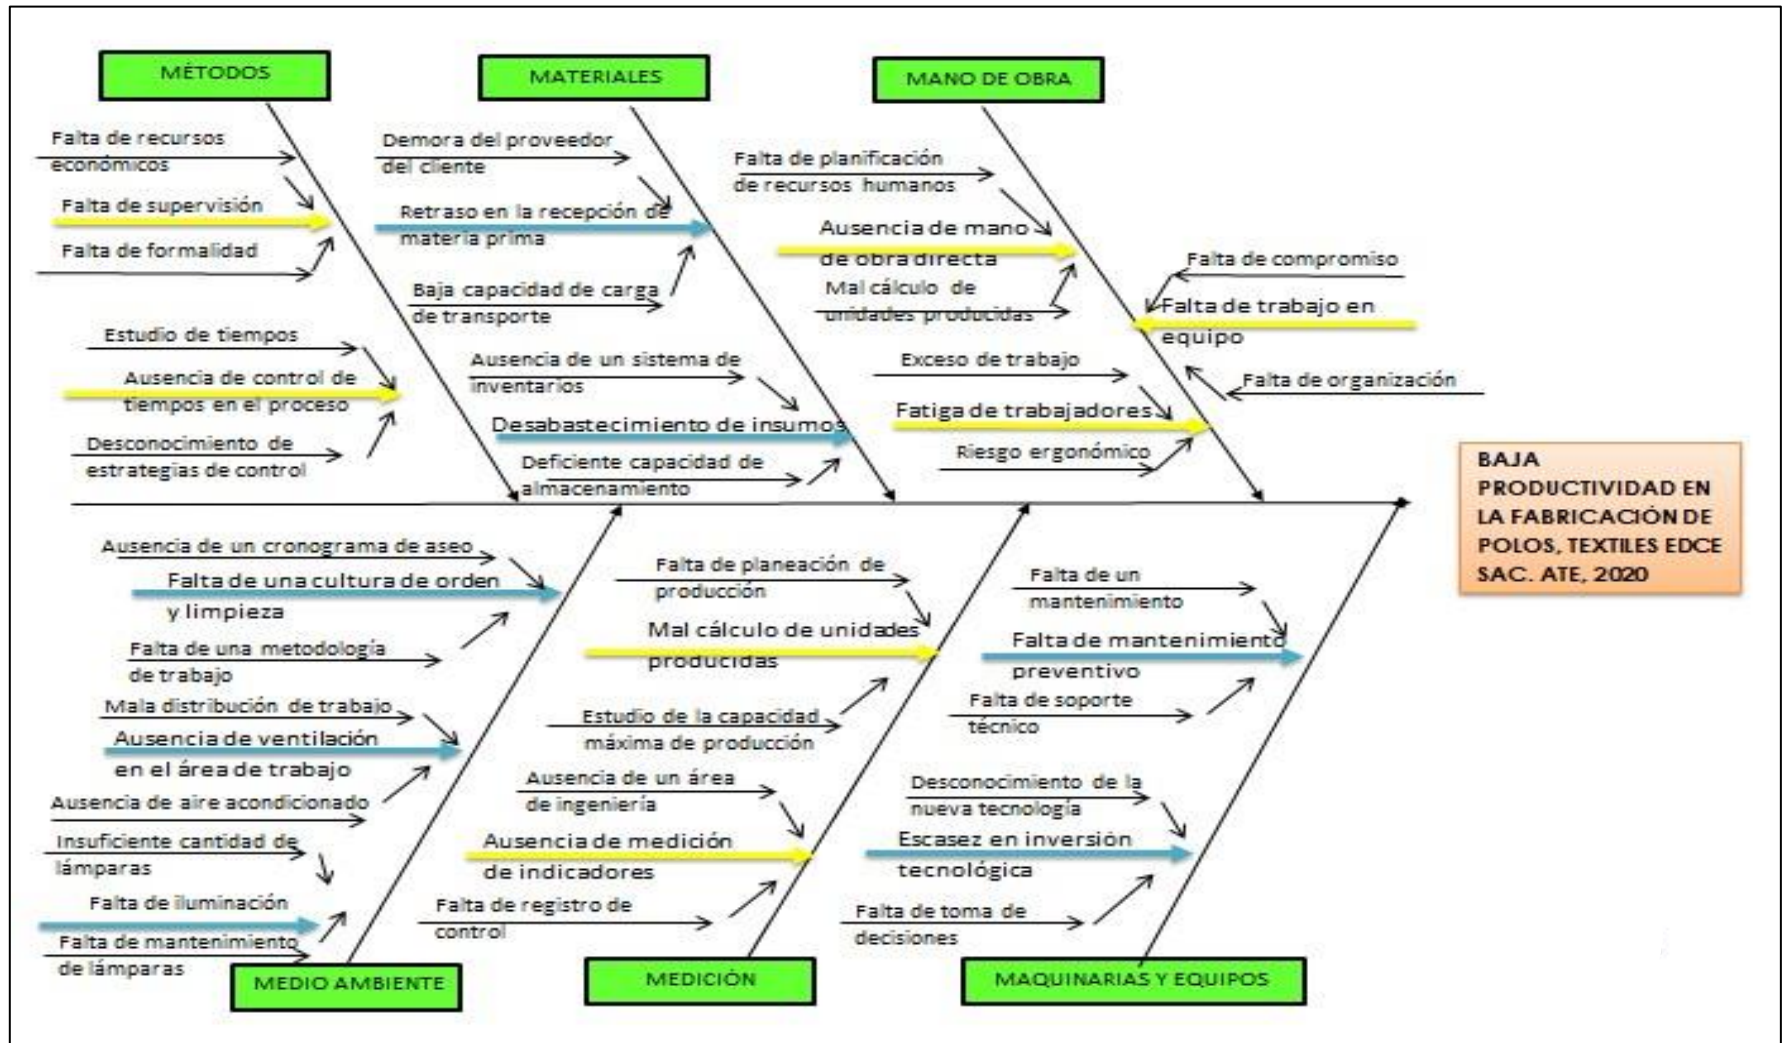 MÉTODOS
Falta de recursos
económicos
Falta de supervisión
Falta de formalidad
Estudio de tiempos
Ausencia de control de
tiempos en el proceso
Desconocimiento de
estrategias de control
MATERIALES
Demora del proveedor
del cliente
Retraso en la recepción de
materia prima
Baja capacidad de carga
de transporte
Ausencia de un sistema de
inventarios
Desabastecimiento de insumos
Deficiente capacidad de
almacenamiento
MANO DE OBRA
Falta de planificación
de recursos humanos
Ausencia de mano
de obra directa
Mal cálculo de
unidades producidas
Falta de compromiso
Falta de trabajo en
equipo
Falta de organización
Exceso de trabajo
Fatiga de trabajadores
Riesgo ergonómico
BAJA
PRODUCTIVIDAD EN
LA FABRICACIÓN DE
POLOS, TEXTILES EDCE
SAC. ATE, 2020
Ausencia de un cronograma de aseo
Falta de una cultura de orden
y limpieza
Falta de una metodología
de trabajo
Mala distribución de trabajo
Ausencia de ventilación
en el área de trabajo
Ausencia de aire acondicionado
Insuficiente cantidad de
lámparas
Falta de iluminación
Falta de mantenimiento
de lámparas
MEDIO AMBIENTE
Falta de planeación de
producción
Mal cálculo de unidades
producidas
Estudio de la capacidad
máxima de producción
Ausencia de un área
de ingeniería
Ausencia de medición
de indicadores
Falta de registro de
control
MEDICIÓN
Falta de un
mantenimiento
Falta de mantenimiento
preventivo
Falta de soporte
técnico
Desconocimiento de la
nueva tecnología
Escasez en inversión
tecnológica
Falta de toma de
decisiones
MAQUINARIAS Y EQUIPOS